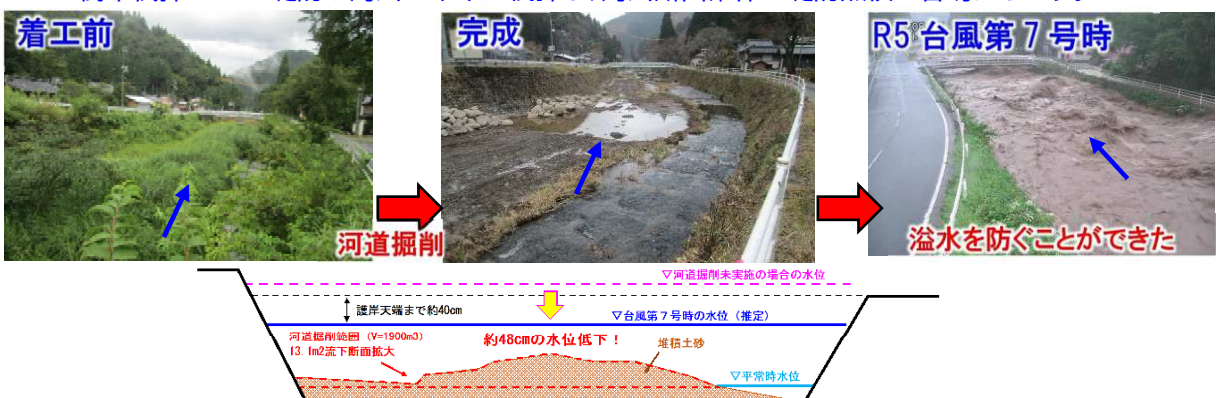 着工前
完成
R5 台風第7号時
河道掘削
溢水を防ぐことができた
▽河道掘削未実施の場合の水位
護岸天端まで約40cm
▽台風第7号時の水位（推定）
河道掘削範囲（V=1900m3）
13.1m2流下断面拡大
約48cmの水位低下！
堆積土砂
▽平常時水位